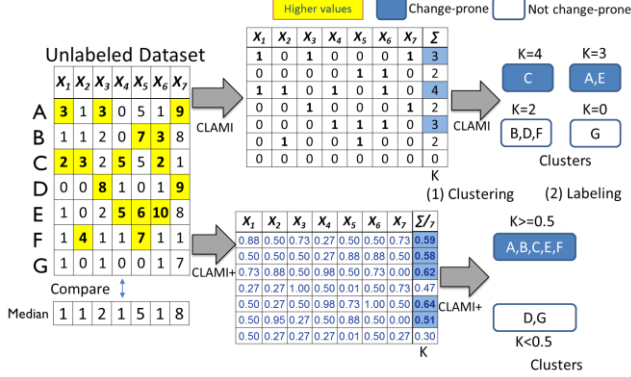 Higher values
Change-prone
Not change-prone
Unlabeled Dataset
X1 X2 X3 X4 X5 X6 X7
A 3 1 3 0 5 1 9
B 1 1 2 0 7 3 8
C 2 3 2 5 5 2 1
D 0 0 8 1 0 1 9
E 1 0 2 5 6 10 8
F 1 4 1 1 7 1 1
G 1 0 1 0 0 1 7
Compare
Median 1 1 2 1 5 1 8
CLAMI
X1 X2 X3 X4 X5 X6 X7 Σ
1 0 1 0 0 0 1 3
0 0 0 0 1 1 0 2
1 1 0 1 0 1 0 4
0 0 1 0 0 0 1 2
0 0 0 1 1 1 0 3
0 1 0 0 1 0 0 2
0 0 0 0 0 0 0 0
K
CLAMI
K=4 K=3
C A,E
K=2 K=0
B,D,F G
Clusters
(1) Clustering (2) Labeling
CLAMI+
X1 X2 X3 X4 X5 X6 X7 Σ/7
0.88 0.50 0.73 0.27 0.50 0.50 0.73 0.59
0.50 0.50 0.50 0.27 0.88 0.88 0.50 0.58
0.73 0.88 0.50 0.98 0.50 0.73 0.00 0.62
0.27 0.27 1.00 0.50 0.01 0.50 0.73 0.47
0.50 0.27 0.50 0.98 0.73 1.00 0.50 0.64
0.50 0.95 0.27 0.50 0.88 0.50 0.00 0.51
0.50 0.27 0.27 0.27 0.01 0.50 0.27 0.30
K
CLAMI+
K>=0.5
A,B,C,E,F
D,G
K<0.5
Clusters